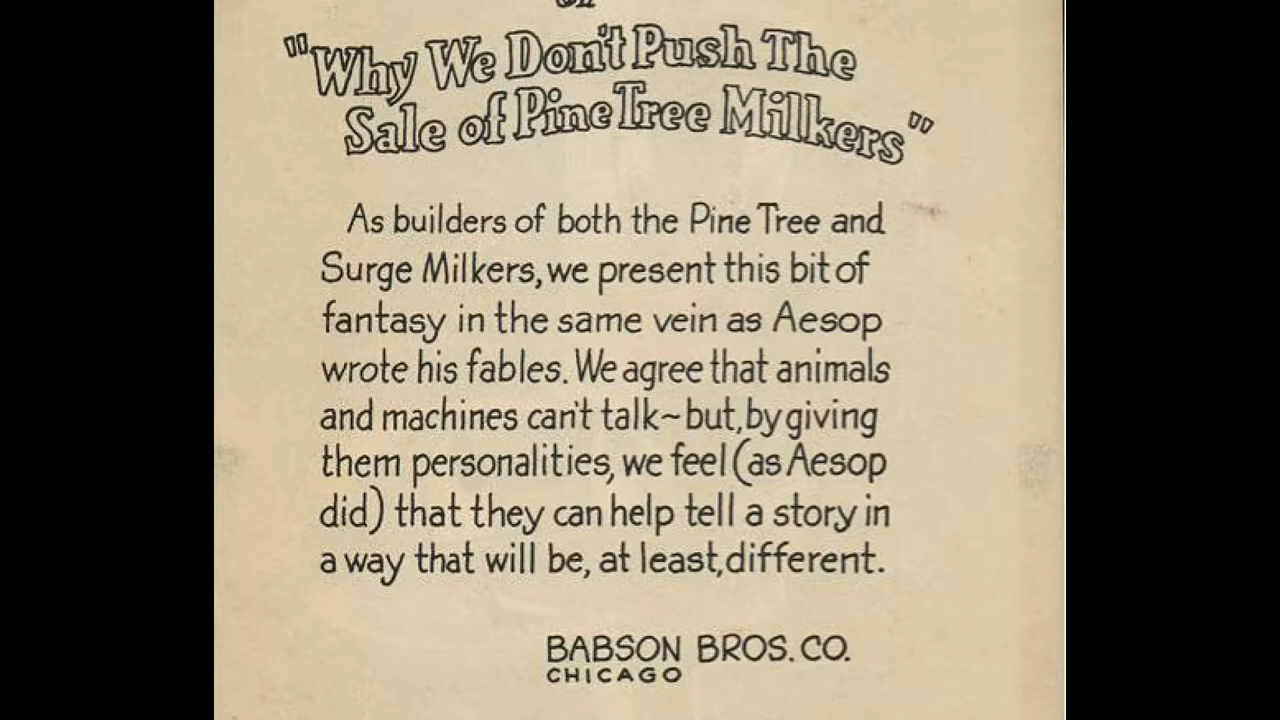 or
"Why We Don't Push The
Sale of Pine Tree Milkers"
As builders of both the Pine Tree and
Surge Milkers, we present this bit of
fantasy in the same vein as Aesop
wrote his fables. We agree that animals
and machines can't talk~but, by giving
them personalities, we feel (as Aesop
did) that they can help tell a story in
a way that will be, at least, different.
BABSON BROS. CO.
CHICAGO